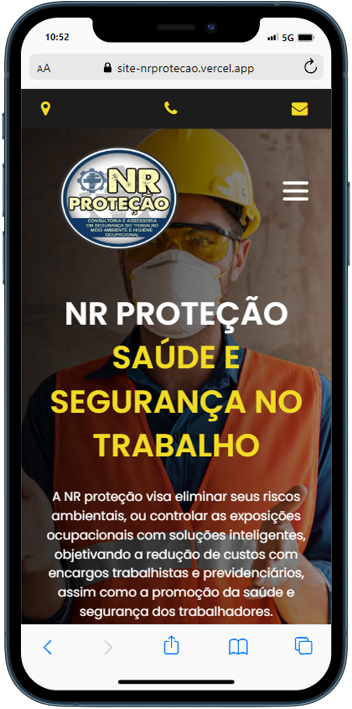 10:52
5G
AA
site-nrprotecao.vercel.app
NR
PROTEÇÃO
CONSULTORIA E ASSESSORIA
EM SEGURANÇA DO TRABALHO
MEIO AMBIENTE E HIGIENE
OCUPACIONAL
NR PROTEÇÃO
SAÚDE E
SEGURANÇA NO
TRABALHO
A NR proteção visa eliminar seus riscos
ambientais, ou controlar as exposições
ocupacionais com soluções inteligentes,
objetivando a redução de custos com
encargos trabalhistas e previdenciários,
assim como a promoção da saúde e
segurança dos trabalhadores.